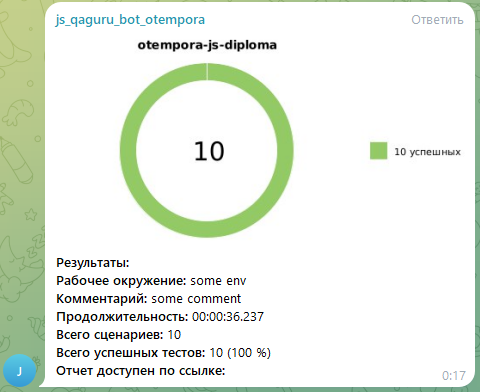 js_qaguru_bot_otempora
Ответить
otempora-js-diploma
10
10 успешных
Результаты:
Рабочее окружение: some env
Комментарий: some comment
Продолжительность: 00:00:36.237
Всего сценариев: 10
Всего успешных тестов: 10 (100 %)
Отчет доступен по ссылке:
J
0:17